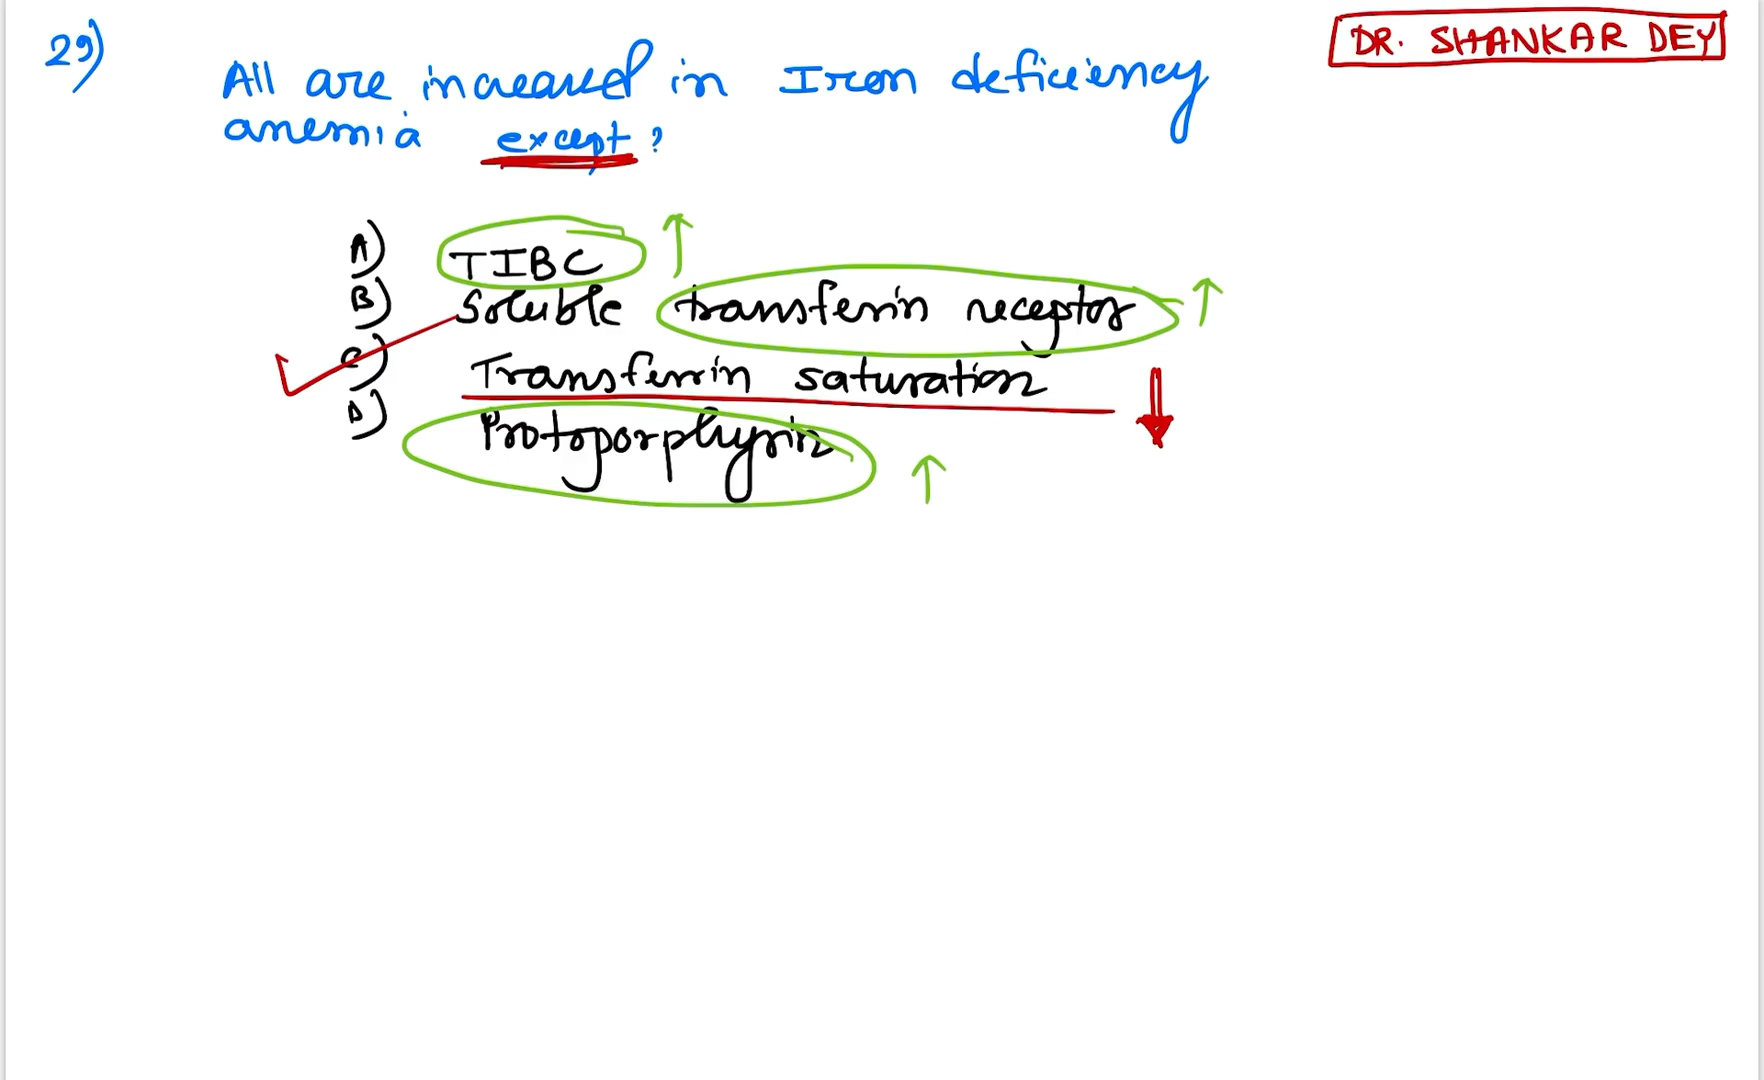 29)
DR. SHANKAR DEY
All are increased in Iron deficiency
anemia except?
A) TIBC ↑
B) Soluble transferrin receptor ↑
C) Transferrin saturation ↓
D) Protoporphyrin ↑